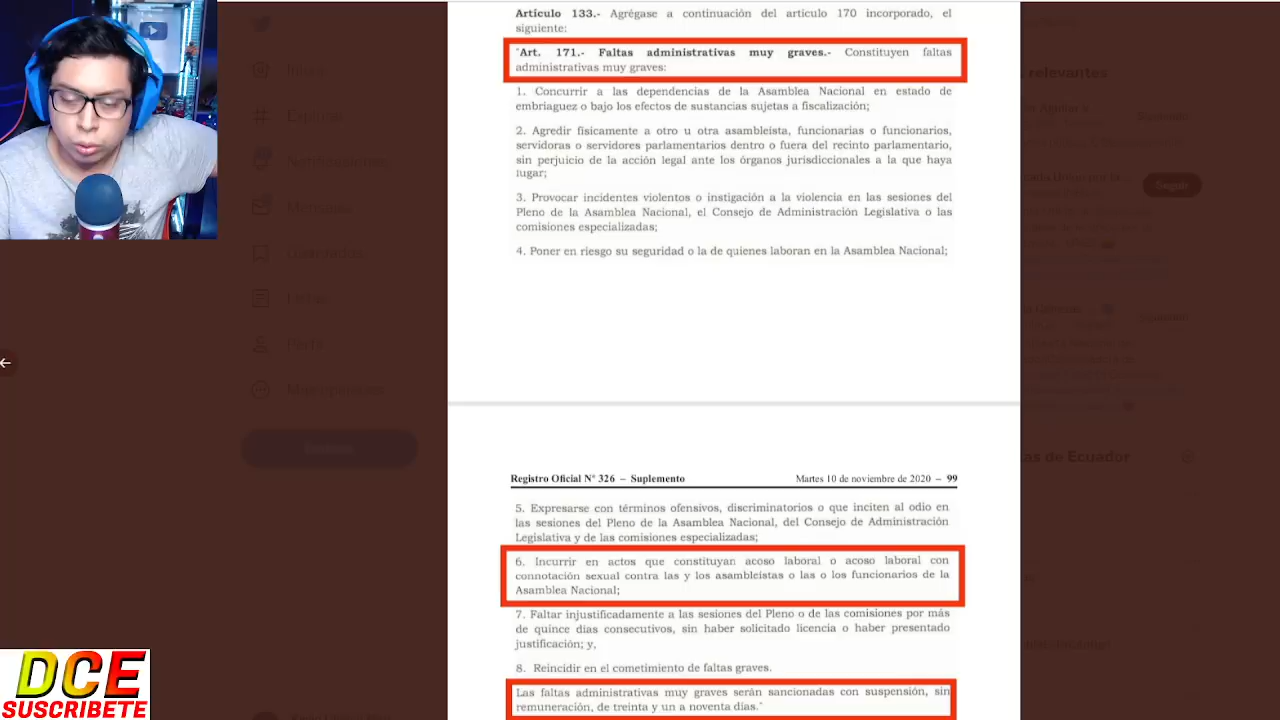 Artículo 133.- Agrégase a continuación del artículo 170 incorporado, el
siguiente:
"Art. 171.- Faltas administrativas muy graves.- Constituyen faltas
administrativas muy graves:
1. Concurrir a las dependencias de la Asamblea Nacional en estado de
embriaguez o bajo los efectos de sustancias sujetas a fiscalización;
2. Agredir físicamente a otro u otra asambleísta, funcionarias o funcionarios,
servidoras o servidores parlamentarios dentro o fuera del recinto parlamentario,
sin perjuicio de la acción legal ante los órganos jurisdiccionales a la que haya
lugar;
3. Provocar incidentes violentos o instigación a la violencia en las sesiones del
Pleno de la Asamblea Nacional, el Consejo de Administración Legislativa o las
comisiones especializadas;
4. Poner en riesgo su seguridad o la de quienes laboran en la Asamblea Nacional;
Registro Oficial N° 326 – Suplemento Martes 10 de noviembre de 2020 – 99
5. Expresarse con términos ofensivos, discriminatorios o que inciten al odio en
las sesiones del Pleno de la Asamblea Nacional, del Consejo de Administración
Legislativa y de las comisiones especializadas;
6. Incurrir en actos que constituyan acoso laboral o acoso laboral con
connotación sexual contra las y los asambleístas o las o los funcionarios de la
Asamblea Nacional;
7. Faltar injustificadamente a las sesiones del Pleno o de las comisiones por más
de quince días consecutivos, sin haber solicitado licencia o haber presentado
justificación; y,
8. Reincidir en el cometimiento de faltas graves.
Las faltas administrativas muy graves serán sancionadas con suspensión, sin
remuneración, de treinta y un a noventa días."
relevantes
Seguir
as de Ecuador
DCE
SUSCRIBETE